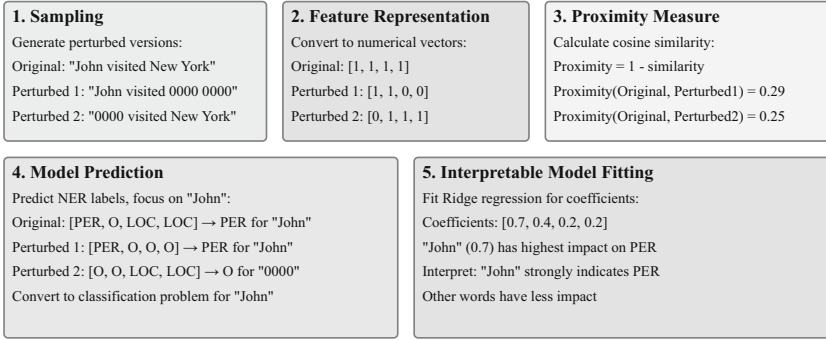 1. Sampling
Generate perturbed versions:
Original: "John visited New York"
Perturbed 1: "John visited 0000 0000"
Perturbed 2: "0000 visited New York"
2. Feature Representation
Convert to numerical vectors:
Original: [1, 1, 1, 1]
Perturbed 1: [1, 1, 0, 0]
Perturbed 2: [0, 1, 1, 1]
3. Proximity Measure
Calculate cosine similarity:
Proximity = 1 - similarity
Proximity(Original, Perturbed1) = 0.29
Proximity(Original, Perturbed2) = 0.25
4. Model Prediction
Predict NER labels, focus on "John":
Original: [PER, O, LOC, LOC] → PER for "John"
Perturbed 1: [PER, O, O, O] → PER for "John"
Perturbed 2: [O, O, LOC, LOC] → O for "0000"
Convert to classification problem for "John"
5. Interpretable Model Fitting
Fit Ridge regression for coefficients:
Coefficients: [0.7, 0.4, 0.2, 0.2]
"John" (0.7) has highest impact on PER
Interpret: "John" strongly indicates PER
Other words have less impact